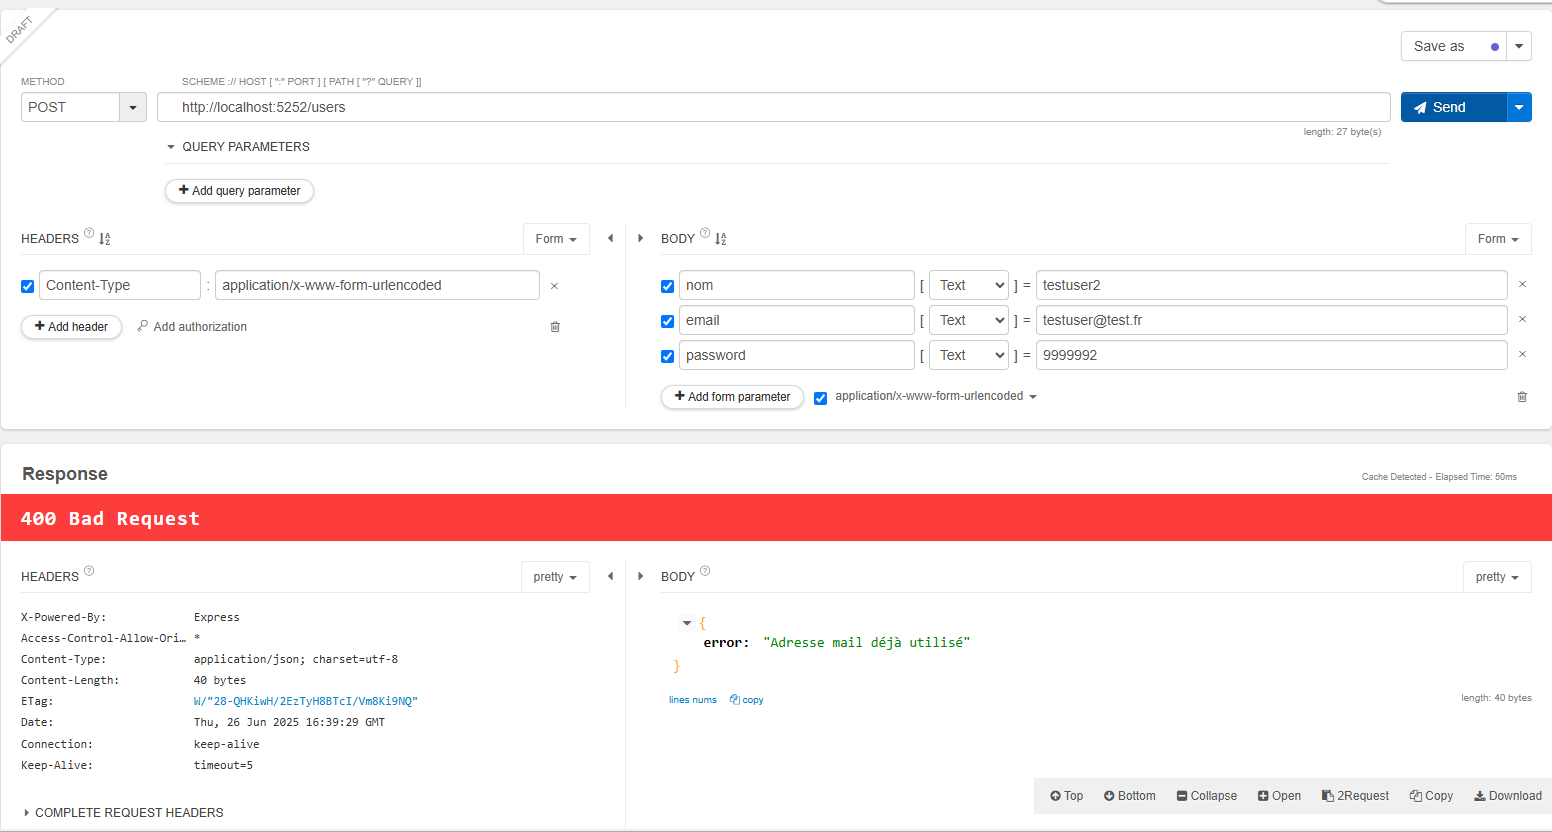 DRAFT
Save as
METHOD
SCHEME :// HOST [ ":" PORT ] [ PATH [ "?" QUERY ]]
POST
http://localhost:5252/users
Send
length: 27 byte(s)
QUERY PARAMETERS
+ Add query parameter
HEADERS ? Form
Content-Type : application/x-www-form-urlencoded ×
+ Add header Add authorization
BODY ? Form
nom [ Text ] = testuser2 ×
email [ Text ] = testuser@test.fr ×
password [ Text ] = 9999992 ×
+ Add form parameter application/x-www-form-urlencoded
Response
Cache Detected - Elapsed Time: 50ms
400 Bad Request
HEADERS ? pretty
X-Powered-By: Express
Access-Control-Allow-Ori… *
Content-Type: application/json; charset=utf-8
Content-Length: 40 bytes
ETag: W/"28-QHKiwH/2EzTyH8BTcI/Vm8Ki9NQ"
Date: Thu, 26 Jun 2025 16:39:29 GMT
Connection: keep-alive
Keep-Alive: timeout=5
COMPLETE REQUEST HEADERS
BODY ? pretty
{
error: "Adresse mail déjà utilisé"
}
lines nums copy
length: 40 bytes
Top Bottom Collapse Open 2Request Copy Download